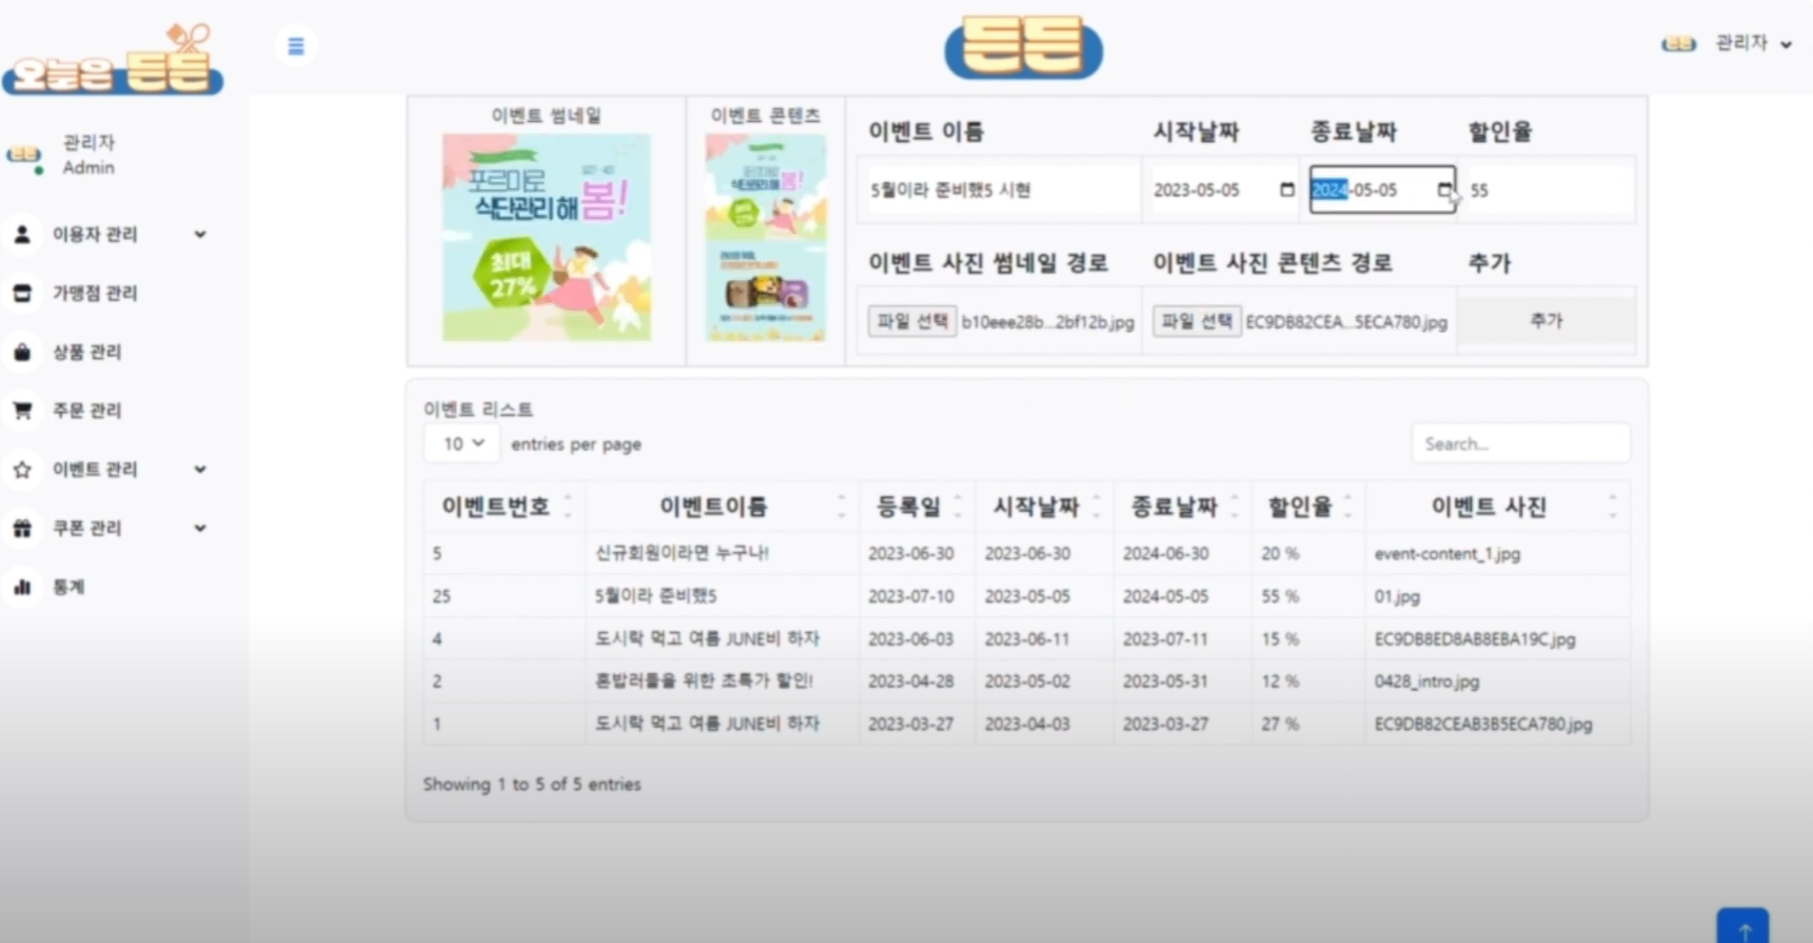 오늘은 든든
든든
관리자
관리자
Admin
이용자 관리
가맹점 관리
상품 관리
주문 관리
이벤트 관리
쿠폰 관리
통계
이벤트 썸네일
포르미로
식단관리 해 봄!
최대
27%
이벤트 콘텐츠
식단관리 해 봄!
이벤트 이름 시작날짜 종료날짜 할인율
5월이라 준비했5 시현 2023-05-05 2024-05-05 55
이벤트 사진 썸네일 경로 이벤트 사진 콘텐츠 경로 추가
파일 선택 b10eee28b...2bf12b.jpg 파일 선택 EC9DB82CEA...5ECA780.jpg 추가
이벤트 리스트
10 entries per page Search...
이벤트번호 이벤트이름 등록일 시작날짜 종료날짜 할인율 이벤트 사진
5 신규회원이라면 누구나! 2023-06-30 2023-06-30 2024-06-30 20 % event-content_1.jpg
25 5월이라 준비했5 2023-07-10 2023-05-05 2024-05-05 55 % 01.jpg
4 도시락 먹고 여름 JUNE비 하자 2023-06-03 2023-06-11 2023-07-11 15 % EC9DB8ED8AB8EBA19C.jpg
2 혼밥러들을 위한 초특가 할인! 2023-04-28 2023-05-02 2023-05-31 12 % 0428_intro.jpg
1 도시락 먹고 여름 JUNE비 하자 2023-03-27 2023-04-03 2023-03-27 27 % EC9DB82CEAB3B5ECA780.jpg
Showing 1 to 5 of 5 entries